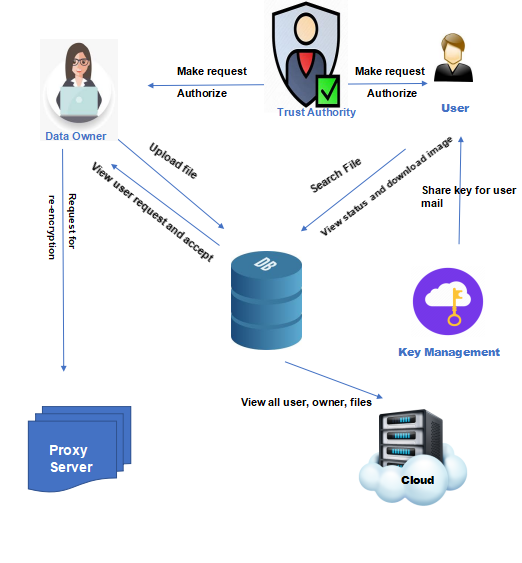 Make request
Authorize
Make request
Authorize
Trust Authority
User
Data Owner
Upload file
View user request and accept
Search File
View status and download image
Share key for user
mail
Request for
re-encryption
DB
Key Management
View all user, owner, files
Proxy
Server
Cloud